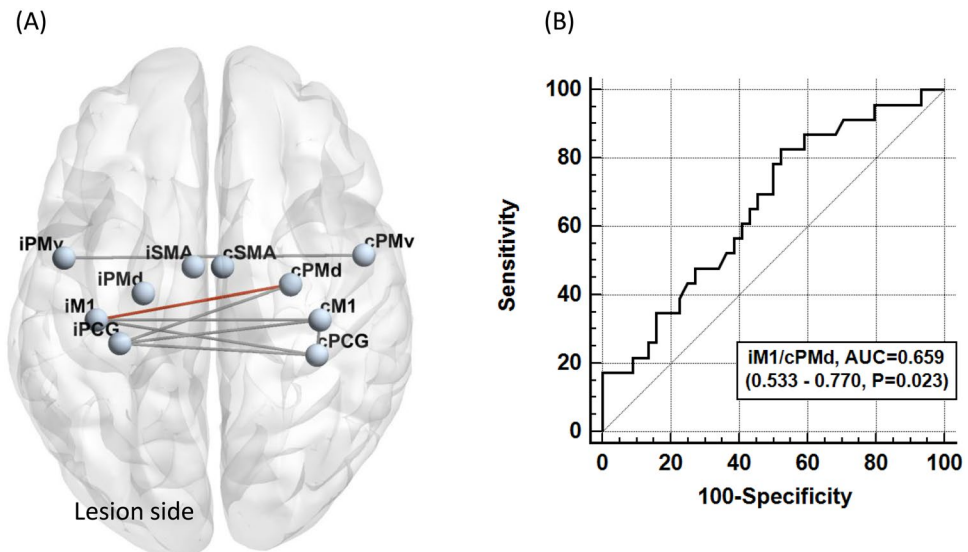 (A)
iPMv
iSMA
cSMA
cPMv
iPMd
cPMd
iM1
cM1
iPCG
cPCG
Lesion side
(B)
100
80
60
40
20
0
Sensitivity
iM1/cPMd, AUC=0.659
(0.533 - 0.770, P=0.023)
0 20 40 60 80 100
100-Specificity